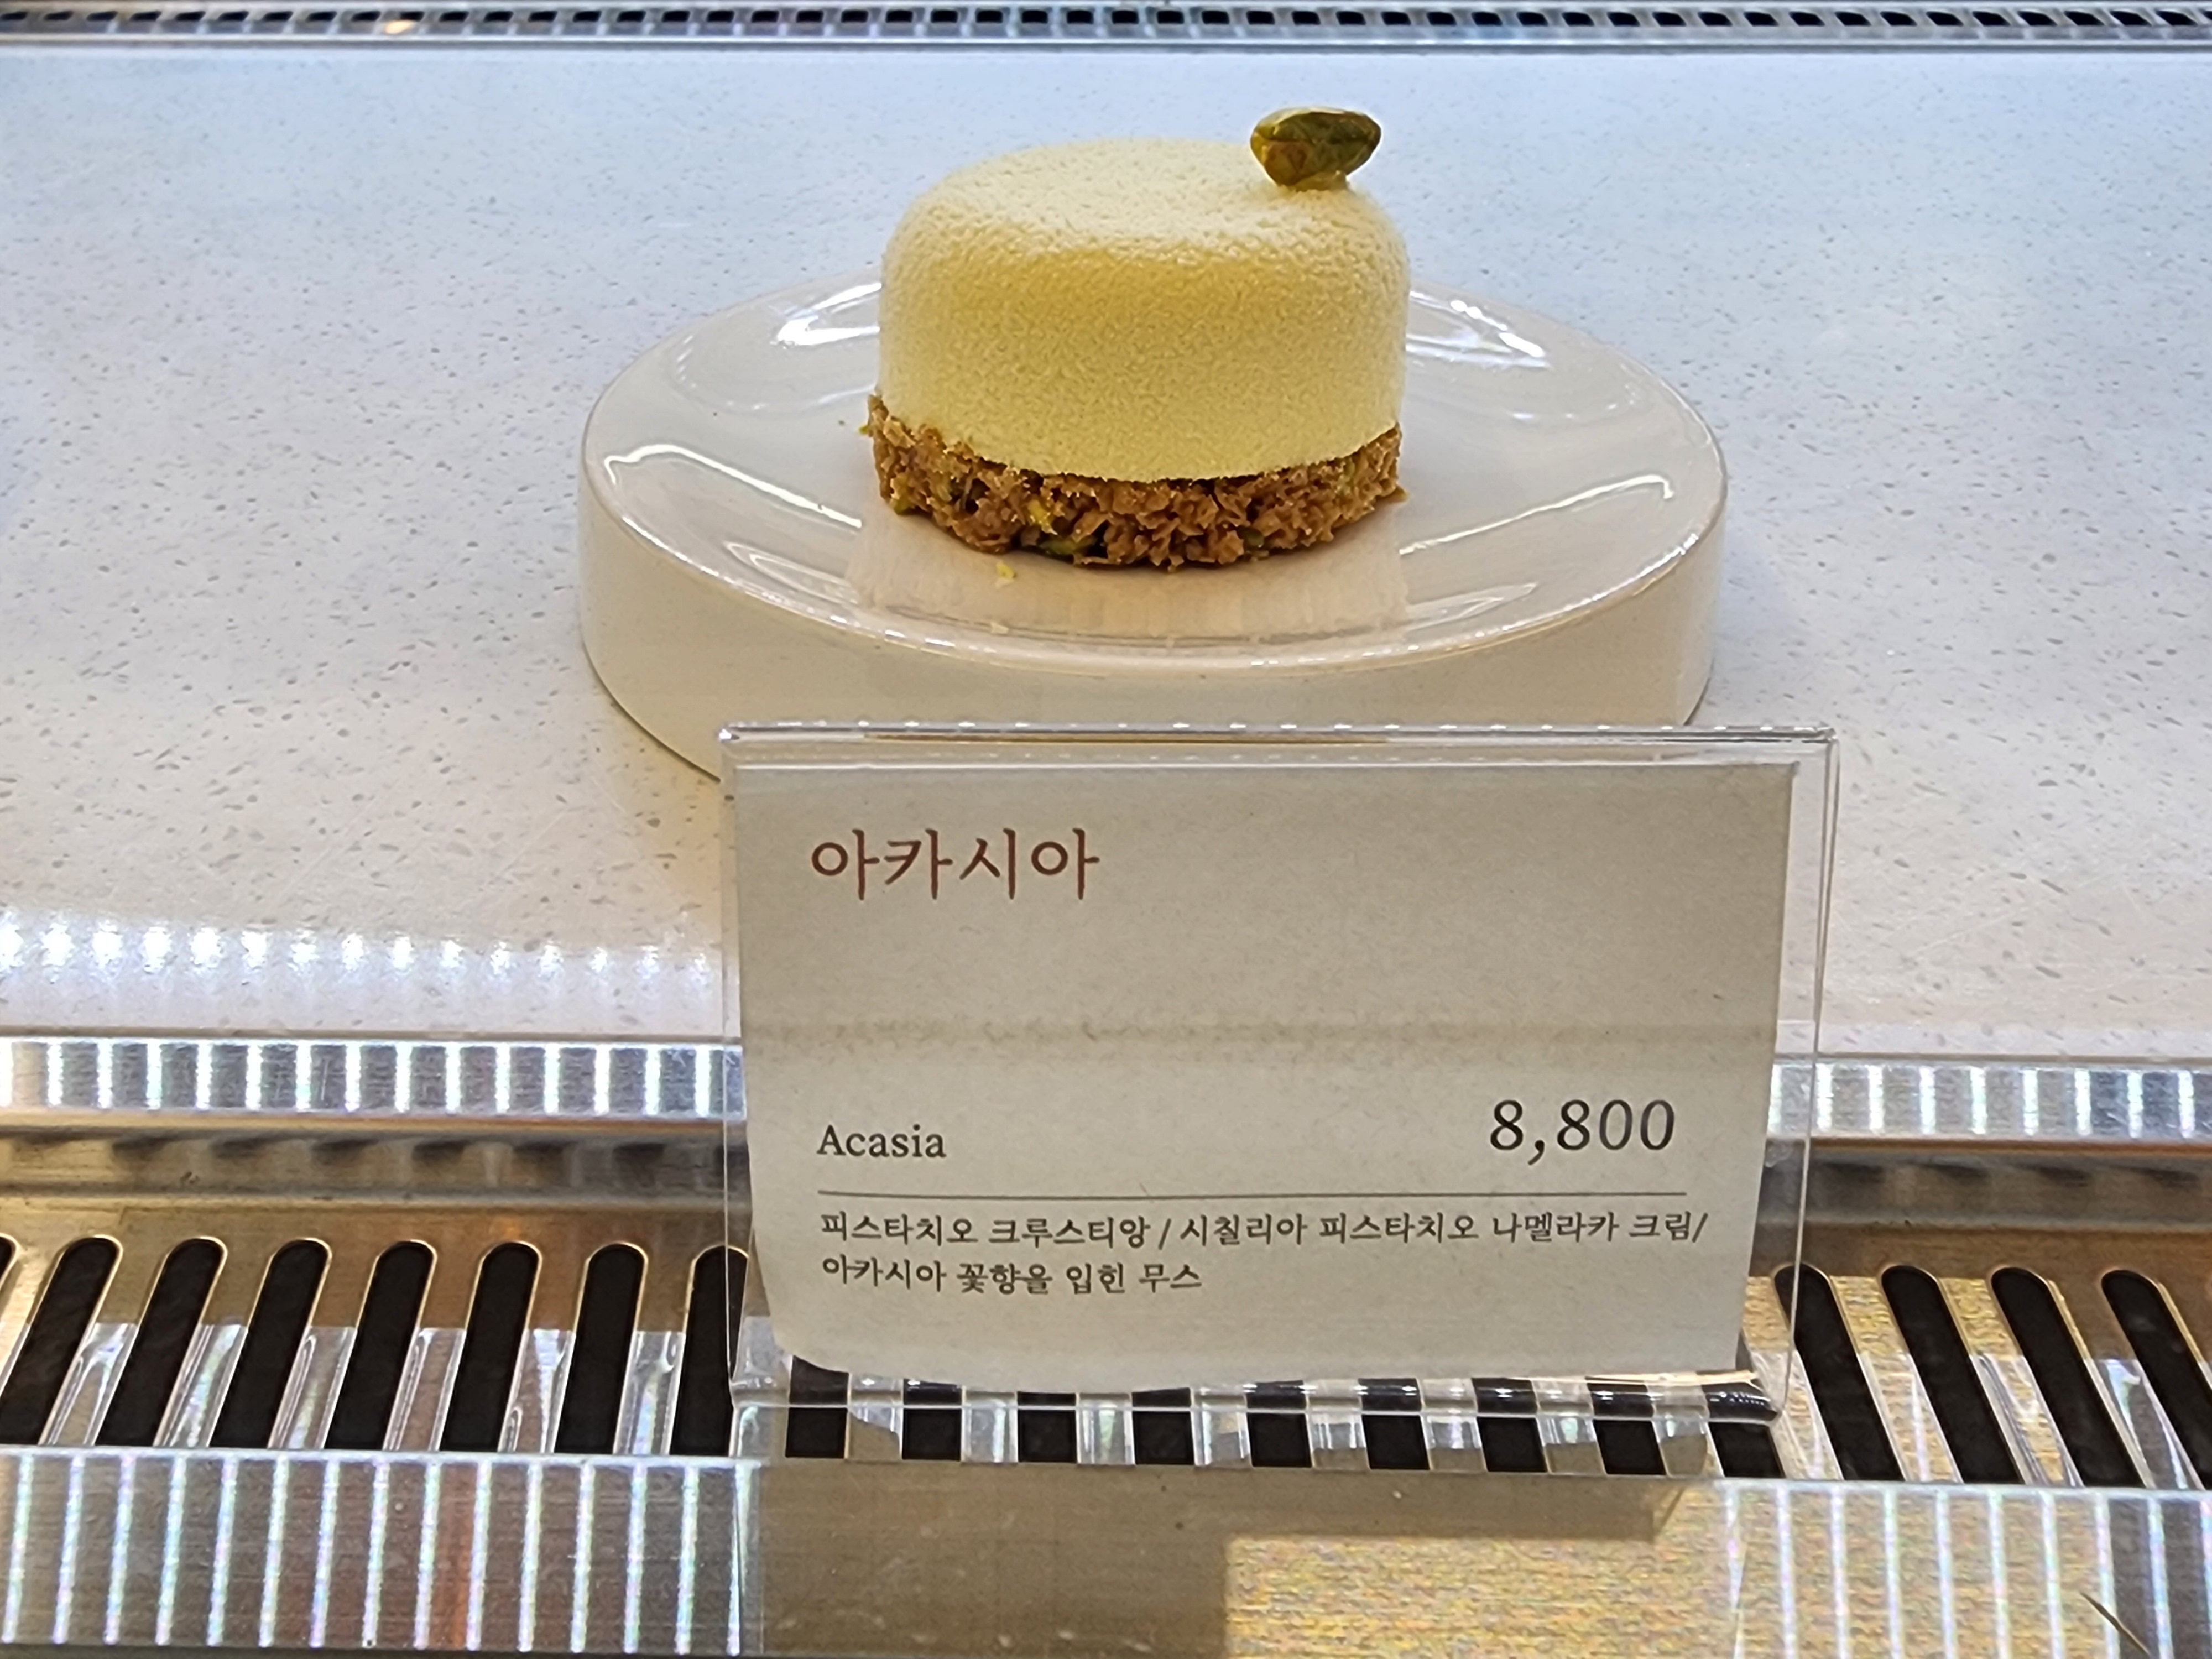 아카시아
Acasia
8,800
피스타치오 크루스티앙 / 시칠리아 피스타치오 나멜라카 크림/
아카시아 꽃향을 입힌 무스